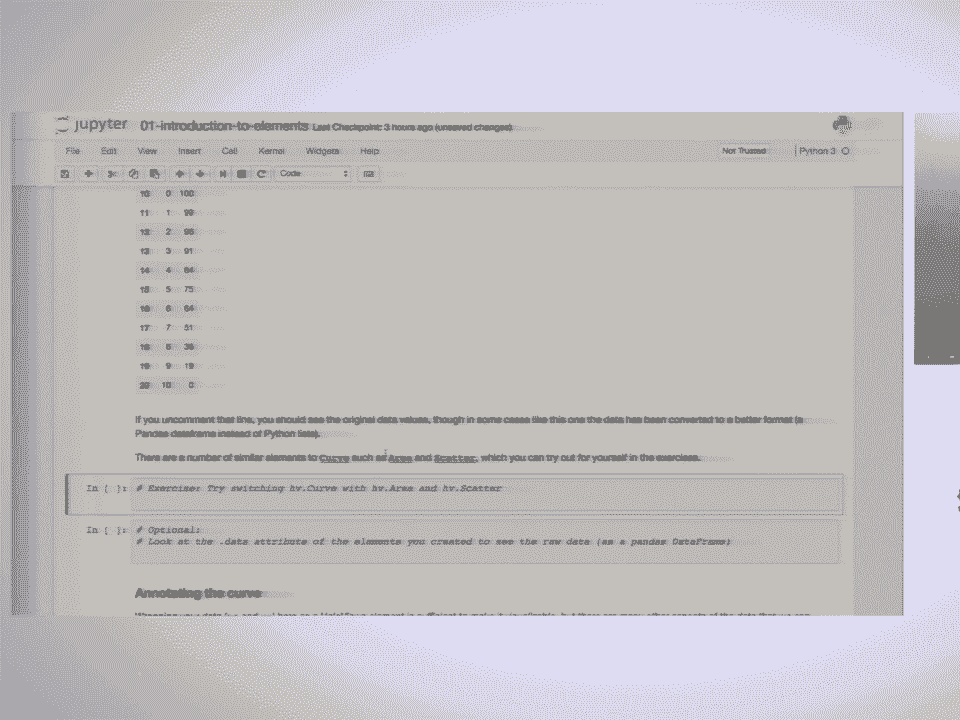 jupyter 01-introduction-to-elements Last Checkpoint: 3 hours ago (unsaved changes)
File Edit View Insert Cell Kernel Widgets Help Not Trusted Python 3
Code
10 0 100
11 1 99
12 2 96
13 3 91
14 4 84
15 5 75
16 6 64
17 7 51
18 8 36
19 9 19
20 10 0
If you uncomment that line, you should see the original data values, though in some cases like this one the data has been converted to a better format (a
Pandas dataframe instead of Python lists).
There are a number of similar elements to Curve such as Area and Scatter, which you can try out for yourself in the exercises.
In [ ]: # Exercise: Try switching hv.Curve with hv.Area and hv.Scatter
In [ ]: # Optional:
# Look at the .data attribute of the elements you created to see the raw data (as a pandas DataFrame)
Annotating the curve